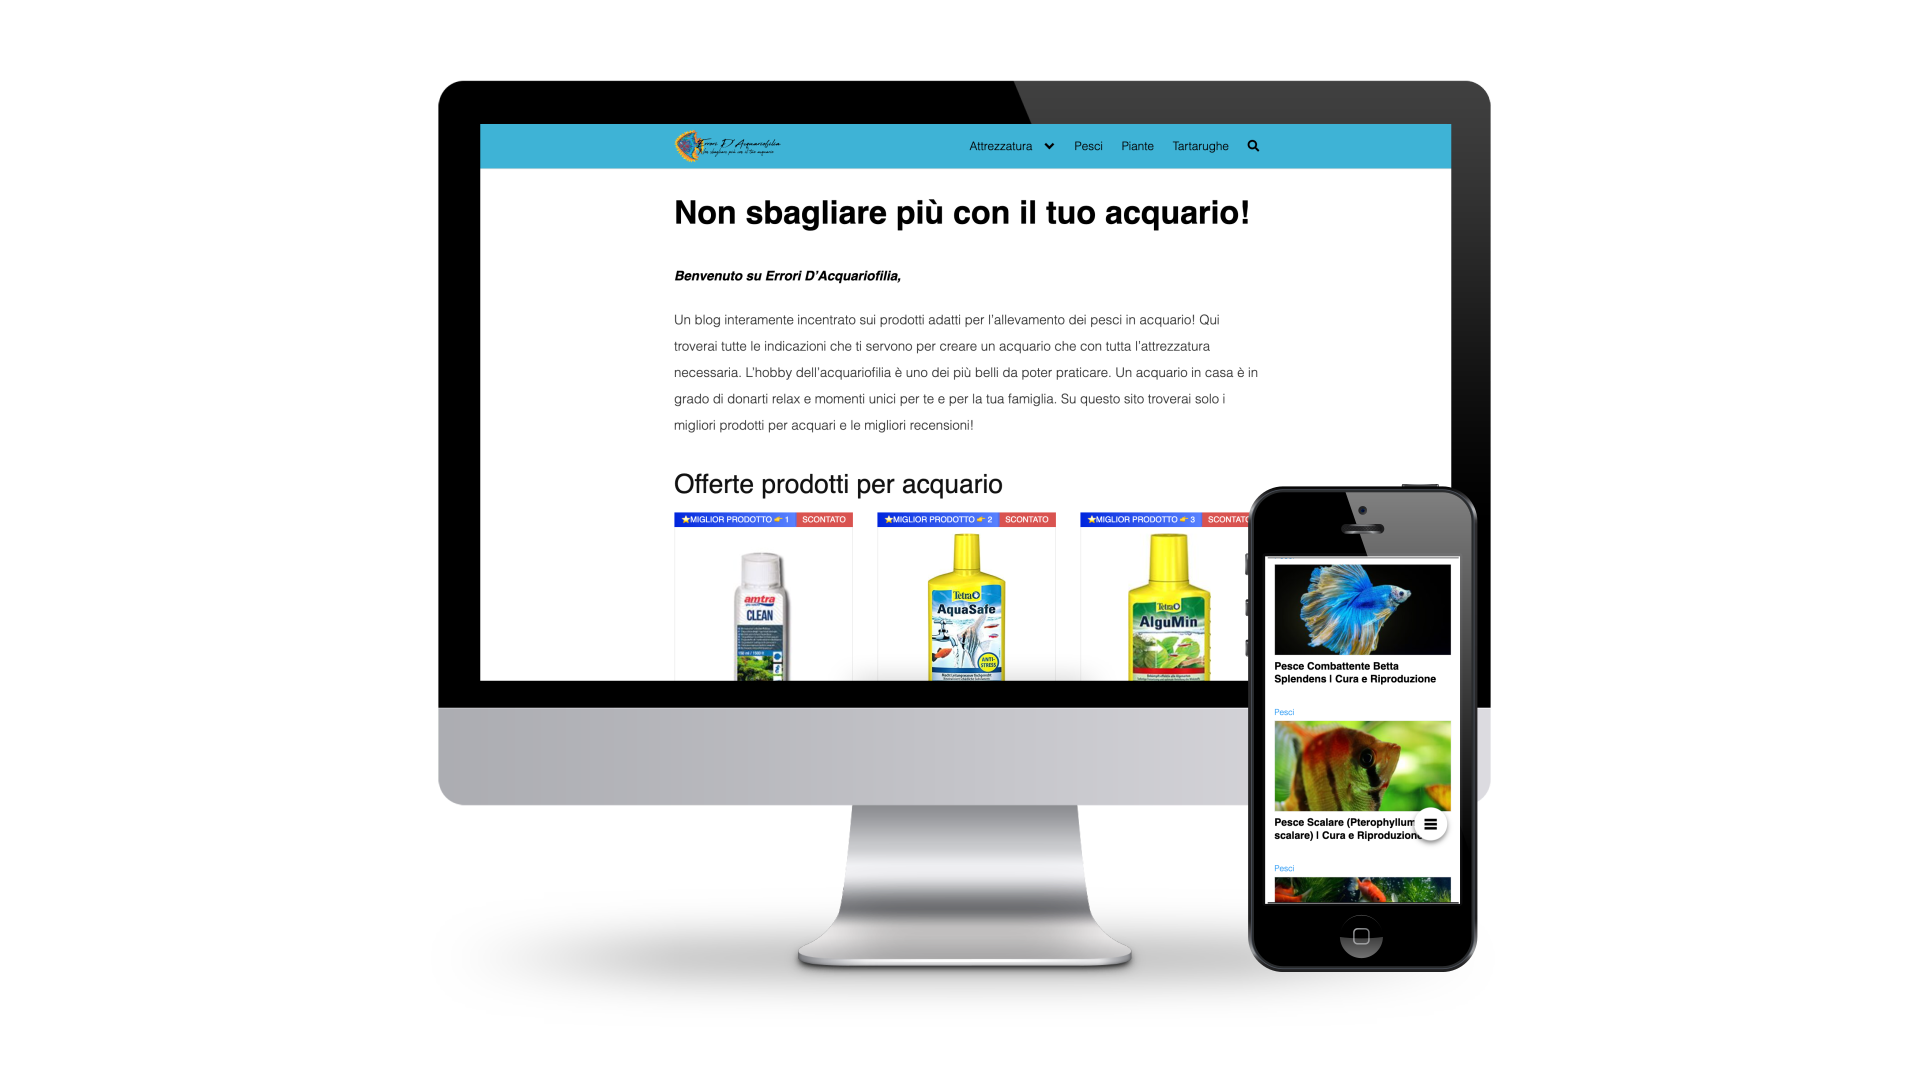 Errori D'Acquariofilia
Non sbagliare più con il tuo acquario
Attrezzatura
Pesci
Piante
Tartarughe
Non sbagliare più con il tuo acquario!
Benvenuto su Errori D'Acquariofilia,
Un blog interamente incentrato sui prodotti adatti per l'allevamento dei pesci in acquario! Qui
troverai tutte le indicazioni che ti servono per creare un acquario che con tutta l'attrezzatura
necessaria. L'hobby dell'acquariofilia è uno dei più belli da poter praticare. Un acquario in casa è in
grado di donarti relax e momenti unici per te e per la tua famiglia. Su questo sito troverai solo i
migliori prodotti per acquari e le migliori recensioni!
Offerte prodotti per acquario
⭐MIGLIOR PRODOTTO 👉 1 SCONTATO
⭐MIGLIOR PRODOTTO 👉 2 SCONTATO
⭐MIGLIOR PRODOTTO 👉 3 SCONTATO
amtra
CLEAN
Tetra
AquaSafe
ANTI-
STRESS
Tetra
AlguMin
Pesce Combattente Betta
Splendens | Cura e Riproduzione
Pesci
Pesce Scalare (Pterophyllum
scalare) | Cura e Riproduzione
Pesci